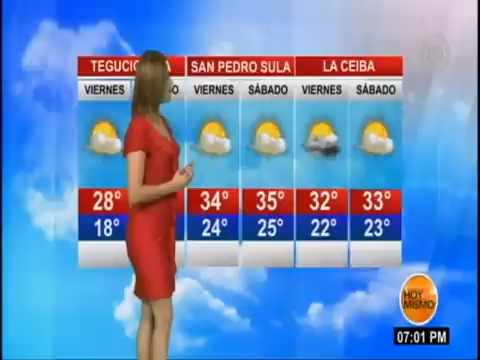 TEGUCI
SAN PEDRO SULA
LA CEIBA
VIERNES
VIERNES
SÁBADO
VIERNES
SÁBADO
28°
34°
35°
32°
33°
18°
24°
25°
22°
23°
HOY
MISMO
07:01 PM